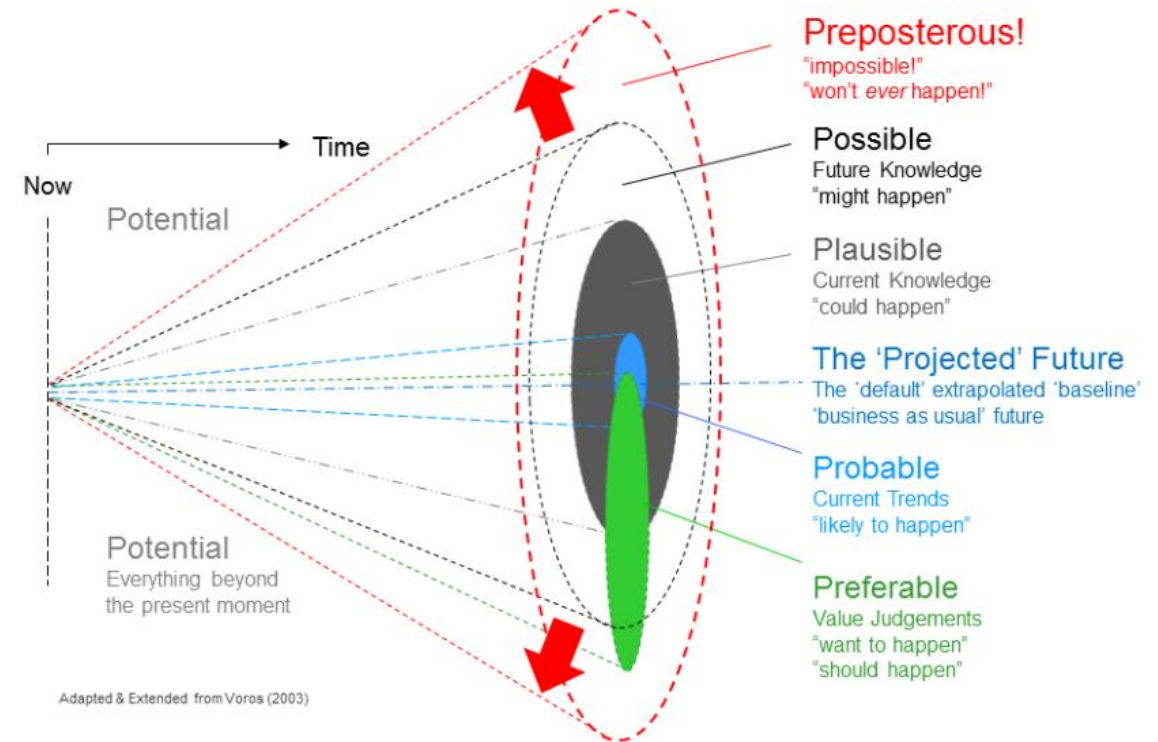 Preposterous!
“impossible!”
“won’t ever happen!”
Time
Now
Potential
Possible
Future Knowledge
“might happen”
Plausible
Current Knowledge
“could happen”
The ‘Projected’ Future
The ‘default’ extrapolated ‘baseline’
‘business as usual’ future
Probable
Current Trends
“likely to happen”
Potential
Everything beyond
the present moment
Preferable
Value Judgements
“want to happen”
“should happen”
Adapted & Extended from Voros (2003)